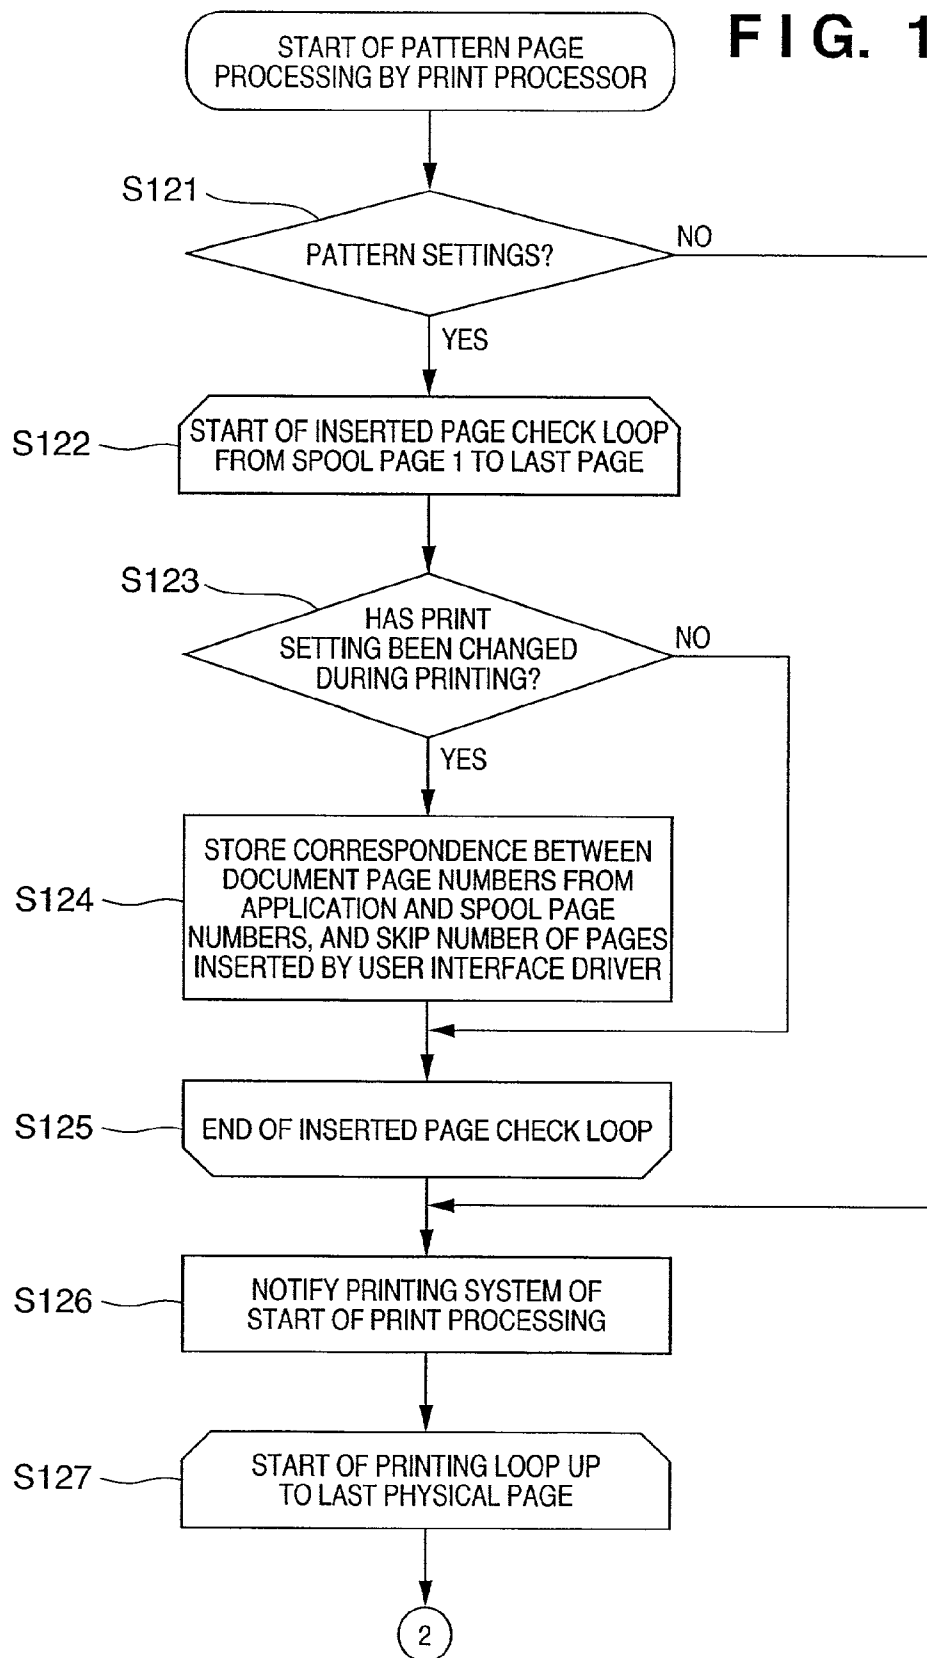 FIG. 1
START OF PATTERN PAGE
PROCESSING BY PRINT PROCESSOR
S121
PATTERN SETTINGS?
NO
YES
S122
START OF INSERTED PAGE CHECK LOOP
FROM SPOOL PAGE 1 TO LAST PAGE
S123
HAS PRINT
SETTING BEEN CHANGED
DURING PRINTING?
NO
YES
S124
STORE CORRESPONDENCE BETWEEN
DOCUMENT PAGE NUMBERS FROM
APPLICATION AND SPOOL PAGE
NUMBERS, AND SKIP NUMBER OF PAGES
INSERTED BY USER INTERFACE DRIVER
S125
END OF INSERTED PAGE CHECK LOOP
S126
NOTIFY PRINTING SYSTEM OF
START OF PRINT PROCESSING
S127
START OF PRINTING LOOP UP
TO LAST PHYSICAL PAGE
2